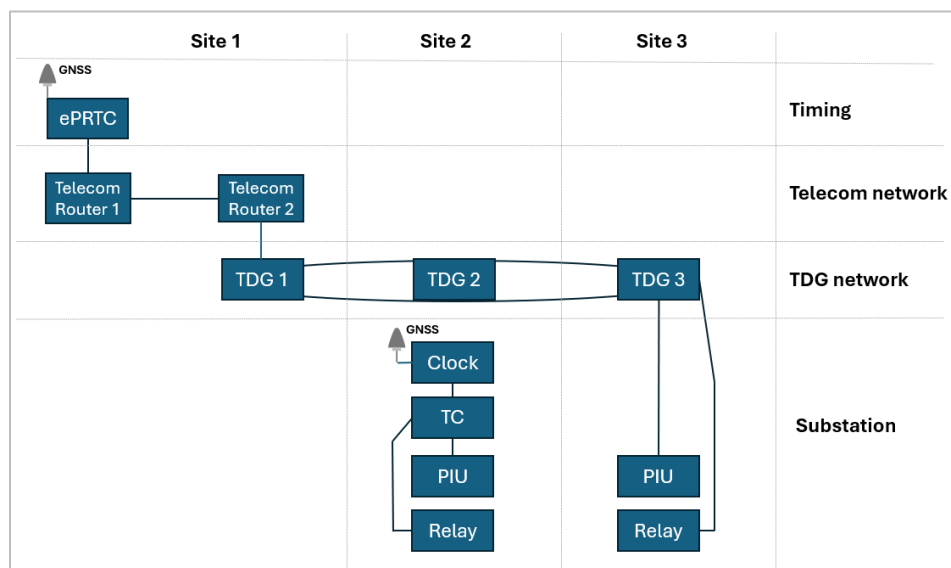 Site 1
Site 2
Site 3
GNSS
ePRTC
Timing
Telecom
Router 1
Telecom
Router 2
Telecom network
TDG 1
TDG 2
TDG 3
TDG network
GNSS
Clock
TC
Substation
PIU
PIU
Relay
Relay